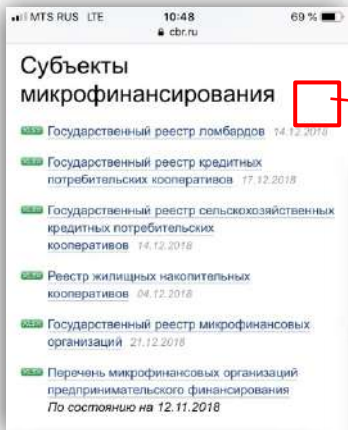 MTS RUS LTE 10:48 69 %
cbr.ru
Субъекты
микрофинансирования
Государственный реестр ломбардов 14.12.2018
Государственный реестр кредитных
потребительских кооперативов 17.12.2018
Государственный реестр сельскохозяйственных
кредитных потребительских
кооперативов 14.12.2018
Реестр жилищных накопительных
кооперативов 04.12.2018
Государственный реестр микрофинансовых
организаций 21.12.2018
Перечень микрофинансовых организаций
предпринимательского финансирования
По состоянию на 12.11.2018